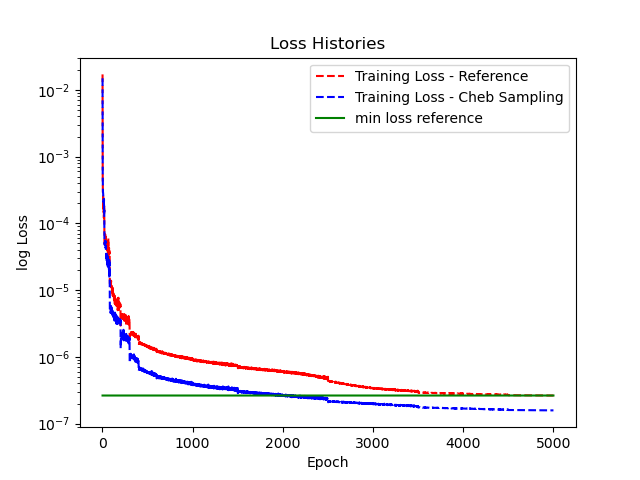 Loss Histories
Training Loss - Reference
Training Loss - Cheb Sampling
min loss reference
log Loss
10⁻²
10⁻³
10⁻⁴
10⁻⁵
10⁻⁶
10⁻⁷
0 1000 2000 3000 4000 5000
Epoch